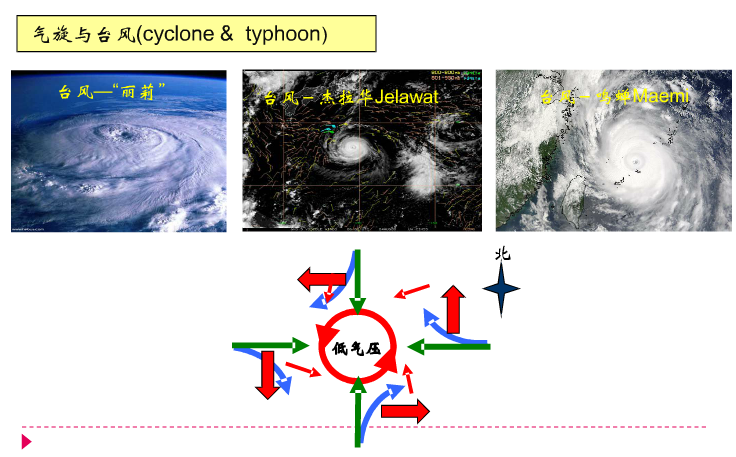 气旋与台风(cyclone & typhoon)
台风—“丽莉”
台风－杰拉华Jelawat
台风－鸣蝉Maemi
北
低气压